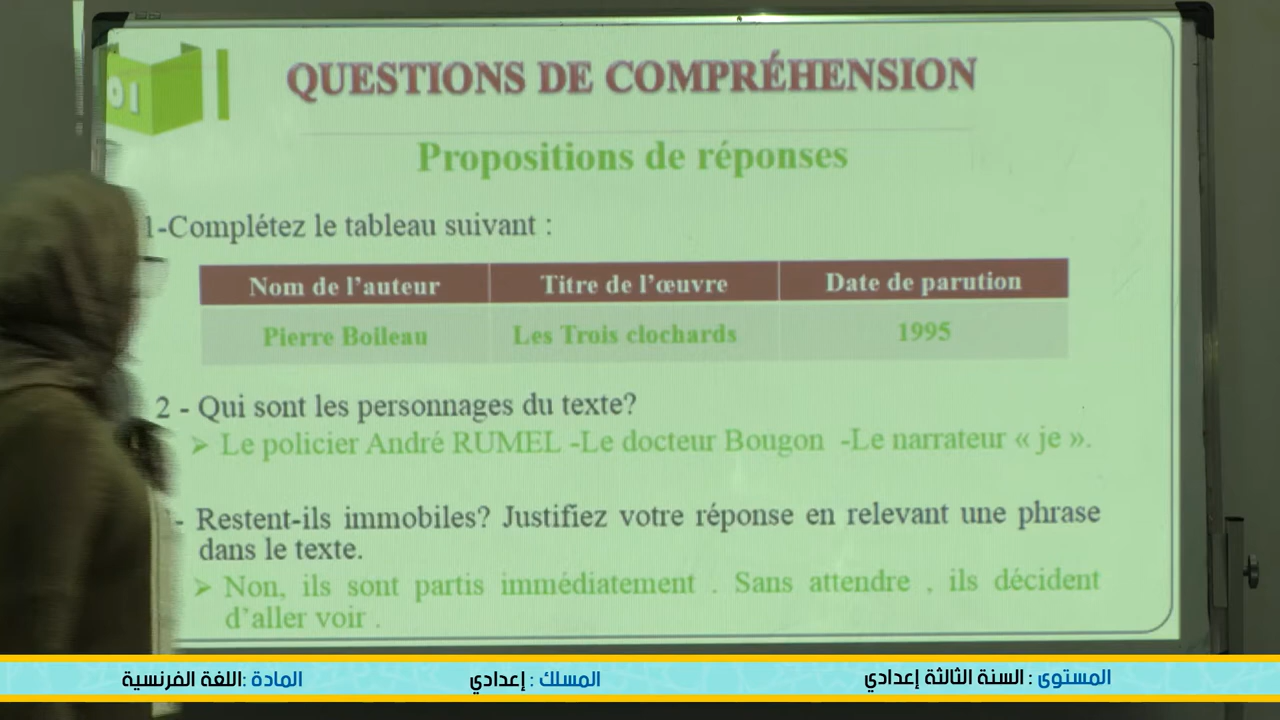 01
QUESTIONS DE COMPRÉHENSION
Propositions de réponses
1-Complétez le tableau suivant :
Nom de l'auteur Titre de l'œuvre Date de parution
Pierre Boileau Les Trois clochards 1995
2 - Qui sont les personnages du texte?
➢ Le policier André RUMEL -Le docteur Bougon -Le narrateur « je ».
- Restent-ils immobiles? Justifiez votre réponse en relevant une phrase
dans le texte.
➢ Non, ils sont partis immédiatement . Sans attendre , ils décident
d'aller voir .
المستوى : السنة الثالثة إعدادي المسلك : إعدادي المادة :اللغة الفرنسية